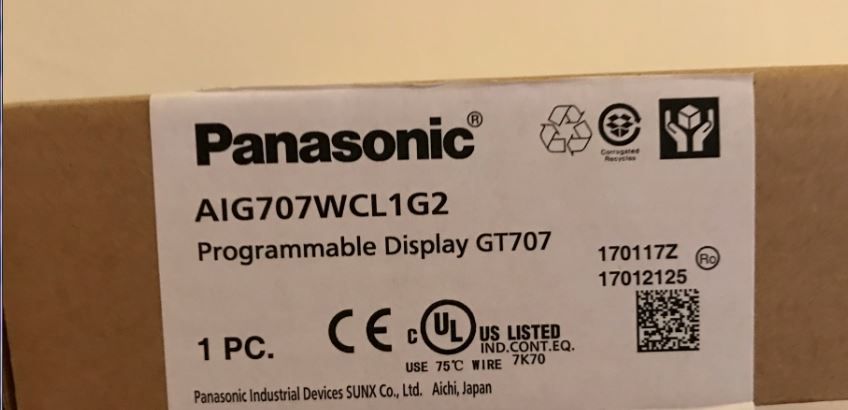 Panasonic®
Corrugated
Recycles
AIG707WCL1G2
Programmable Display GT707
170117Z
Ro
17012125
1 PC.
CE
C UL US LISTED
IND.CONT.EQ.
USE 75℃ WIRE 7K70
Panasonic Industrial Devices SUNX Co., Ltd. Aichi, Japan